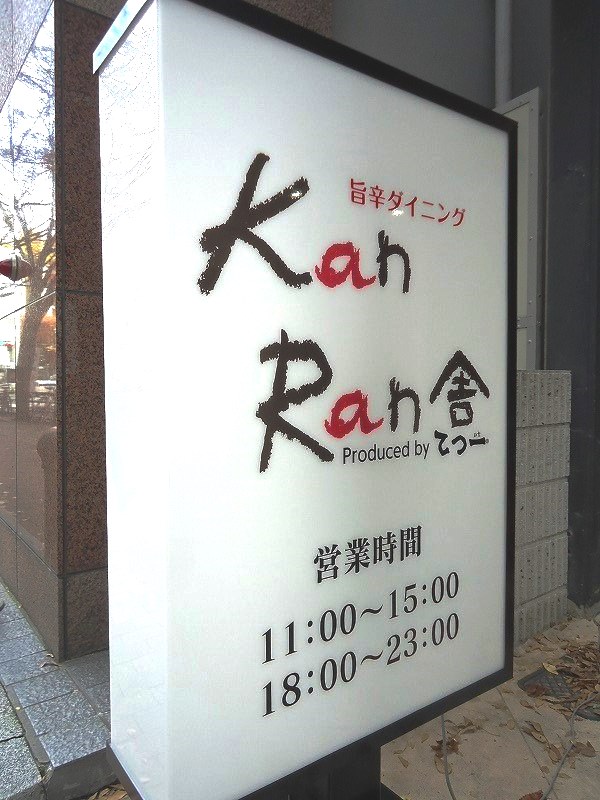 旨辛ダイニング
Kan
Ran舎
Produced by てつ一
営業時間
11:00～15:00
18:00～23:00